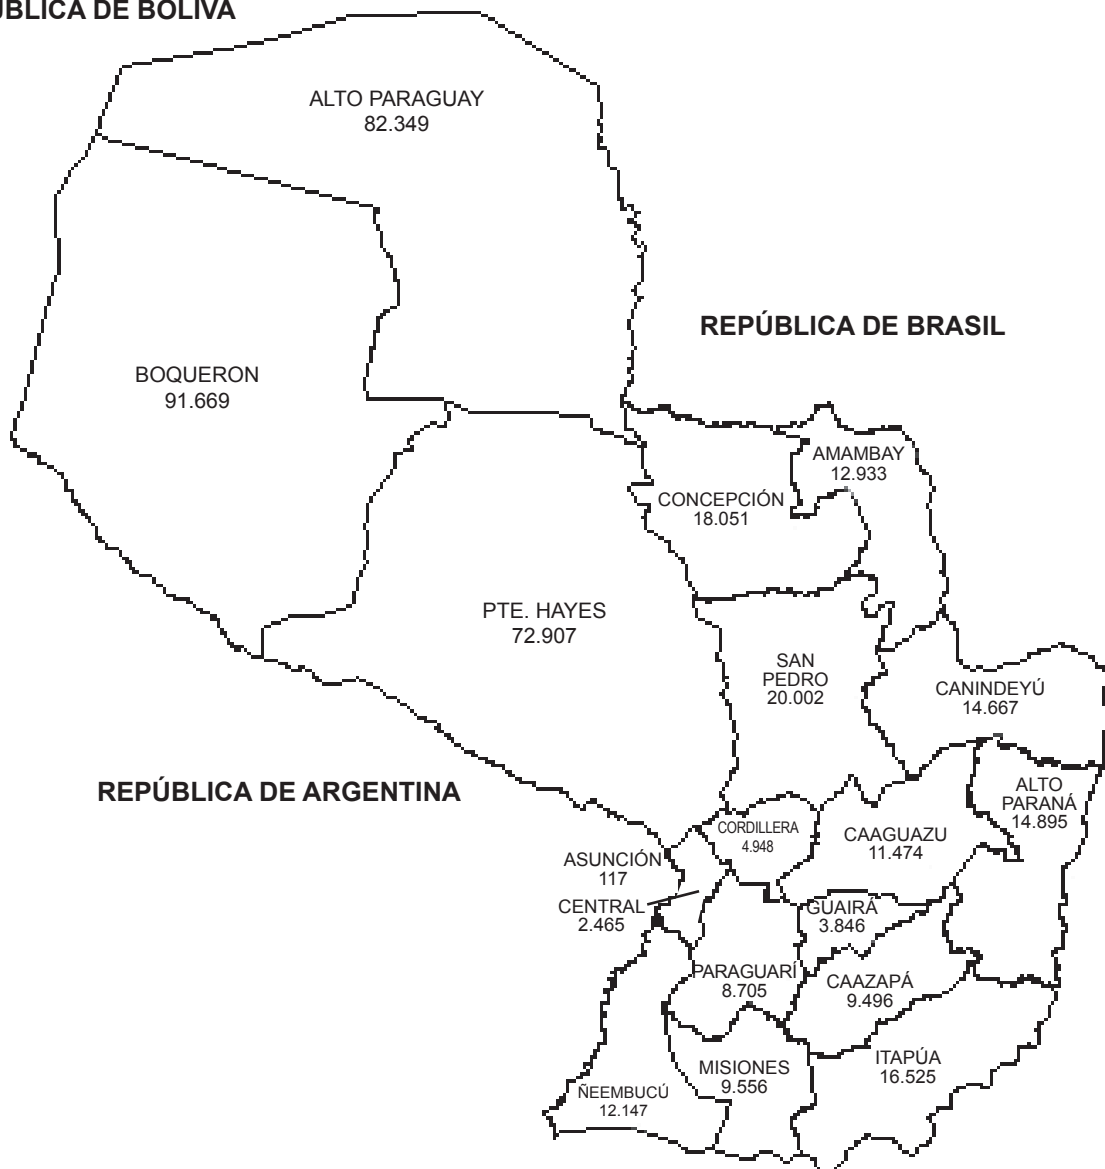 PÚBLICA DE BOLIVA
ALTO PARAGUAY
82.349
REPÚBLICA DE BRASIL
BOQUERON
91.669
AMAMBAY
12.933
CONCEPCIÓN
18.051
PTE. HAYES
72.907
SAN
PEDRO
20.002
CANINDEYÚ
14.667
REPÚBLICA DE ARGENTINA
ALTO
PARANÁ
14.895
CORDILLERA
4.948
CAAGUAZU
11.474
ASUNCIÓN
117
CENTRAL
2.465
GUAIRÁ
3.846
PARAGUARÍ
8.705
CAAZAPÁ
9.496
ITAPÚA
16.525
MISIONES
9.556
ÑEEMBUCÚ
12.147